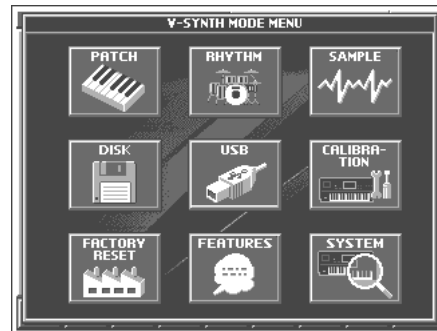 V-SYNTH MODE MENU
PATCH
RHYTHM
SAMPLE
DISK
USB
CALIBRA-
TION
FACTORY
RESET
FEATURES
SYSTEM